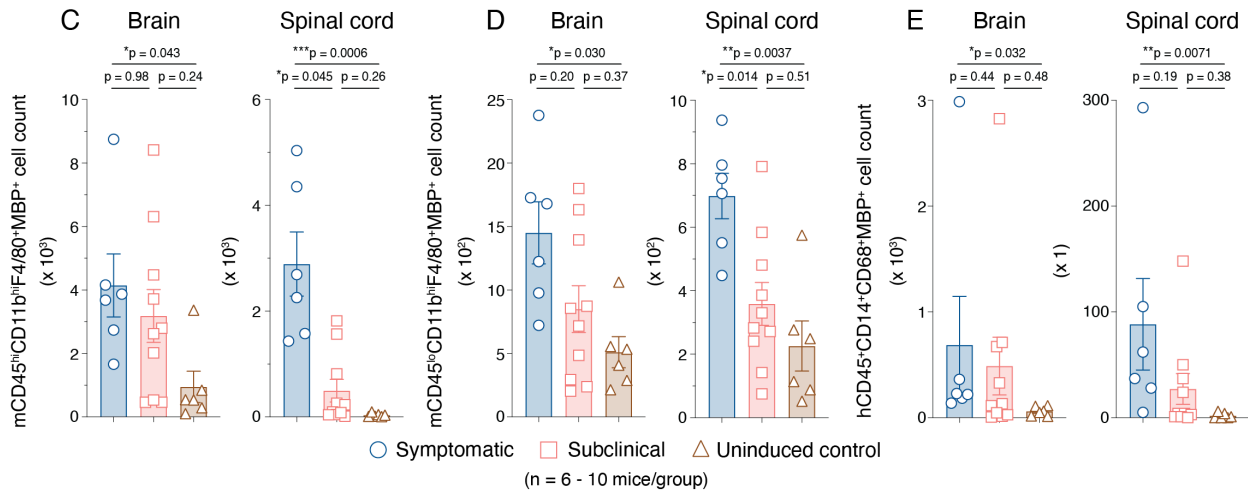 C
Brain
Spinal cord
*p = 0.043
p = 0.98 p = 0.24
***p = 0.0006
*p = 0.045 p = 0.26
mCD45ʰⁱCD11bʰⁱF4/80⁺MBP⁺ cell count
(x 10³)
10
8
6
4
2
0
(x 10³)
6
4
2
0
D
Brain
Spinal cord
*p = 0.030
p = 0.20 p = 0.37
**p = 0.0037
*p = 0.014 p = 0.51
mCD45ˡᵒCD11bʰⁱF4/80⁺MBP⁺ cell count
(x 10²)
25
20
15
10
5
0
(x 10²)
10
8
6
4
2
0
E
Brain
Spinal cord
*p = 0.032
p = 0.44 p = 0.48
**p = 0.0071
p = 0.19 p = 0.38
hCD45⁺CD14⁺CD68⁺MBP⁺ cell count
(x 10³)
3
2
1
0
(x 1)
300
200
100
0
Symptomatic Subclinical Uninduced control
(n = 6 - 10 mice/group)